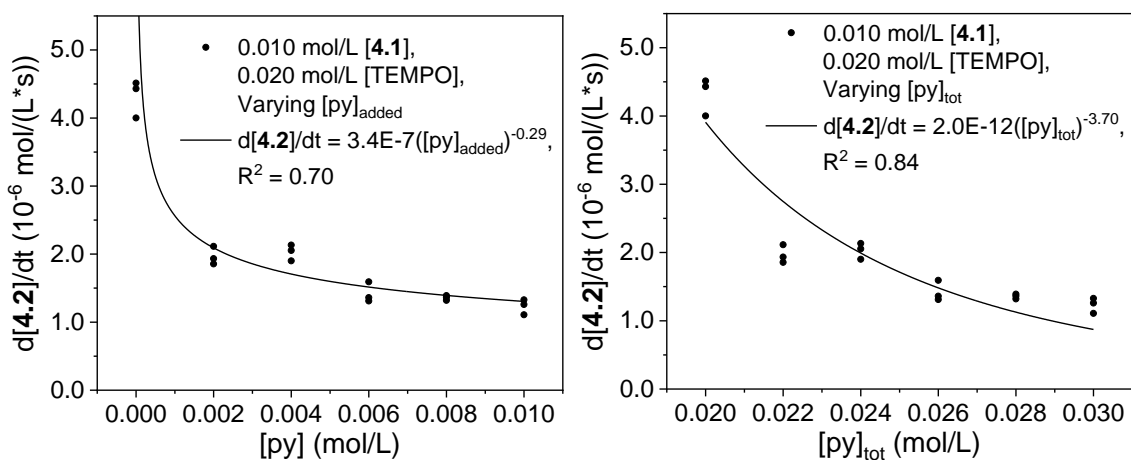 5.0
4.0
3.0
2.0
1.0
0.0
d[4.2]/dt (10⁻⁶ mol/(L*s))
0.010 mol/L [4.1],
0.020 mol/L [TEMPO],
Varying [py]added
d[4.2]/dt = 3.4E-7([py]added)⁻⁰·²⁹,
R² = 0.70
0.000 0.002 0.004 0.006 0.008 0.010
[py] (mol/L)
5.0
4.0
3.0
2.0
1.0
0.0
d[4.2]/dt (10⁻⁶ mol/(L*s))
0.010 mol/L [4.1],
0.020 mol/L [TEMPO],
Varying [py]tot
d[4.2]/dt = 2.0E-12([py]tot)⁻³·⁷⁰,
R² = 0.84
0.020 0.022 0.024 0.026 0.028 0.030
[py]tot (mol/L)